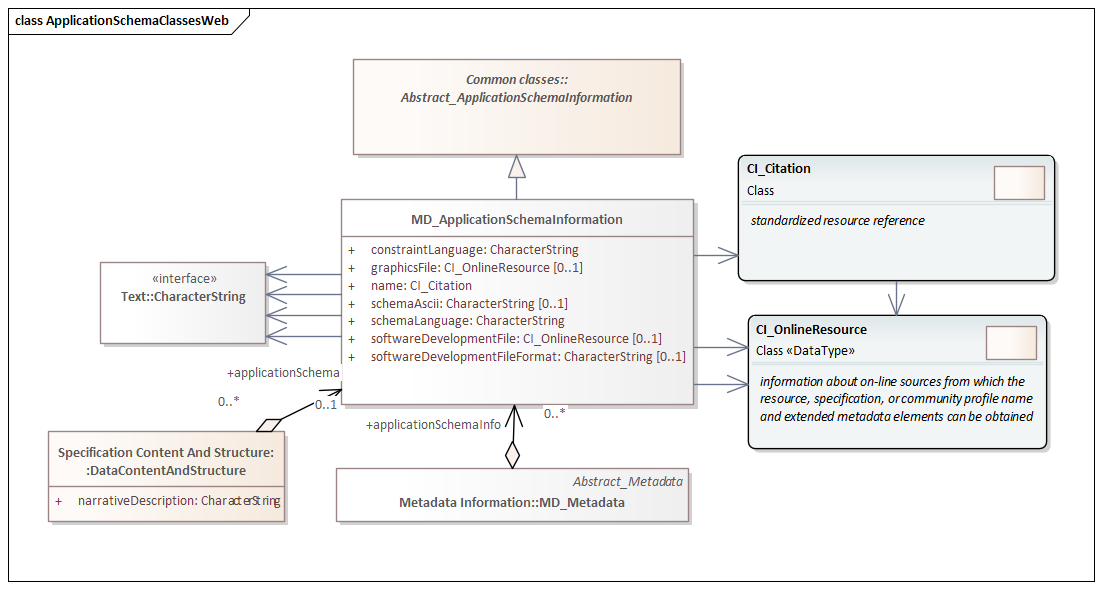 class ApplicationSchemaClassesWeb
Common classes::
Abstract_ApplicationSchemaInformation
MD_ApplicationSchemaInformation
+ constraintLanguage: CharacterString
+ graphicsFile: CI_OnlineResource [0..1]
+ name: CI_Citation
+ schemaAscii: CharacterString [0..1]
+ schemaLanguage: CharacterString
+ softwareDevelopmentFile: CI_OnlineResource [0..1]
+ softwareDevelopmentFileFormat: CharacterString [0..1]
CI_Citation
Class
standardized resource reference
«interface»
Text::CharacterString
CI_OnlineResource
Class «DataType»
information about on-line sources from which the
resource, specification, or community profile name
and extended metadata elements can be obtained
+applicationSchema
0..*
0..1
+applicationSchemaInfo
0..*
Specification Content And Structure:
:DataContentAndStructure
+ narrativeDescription: CharacterString
Abstract_Metadata
Metadata Information::MD_Metadata